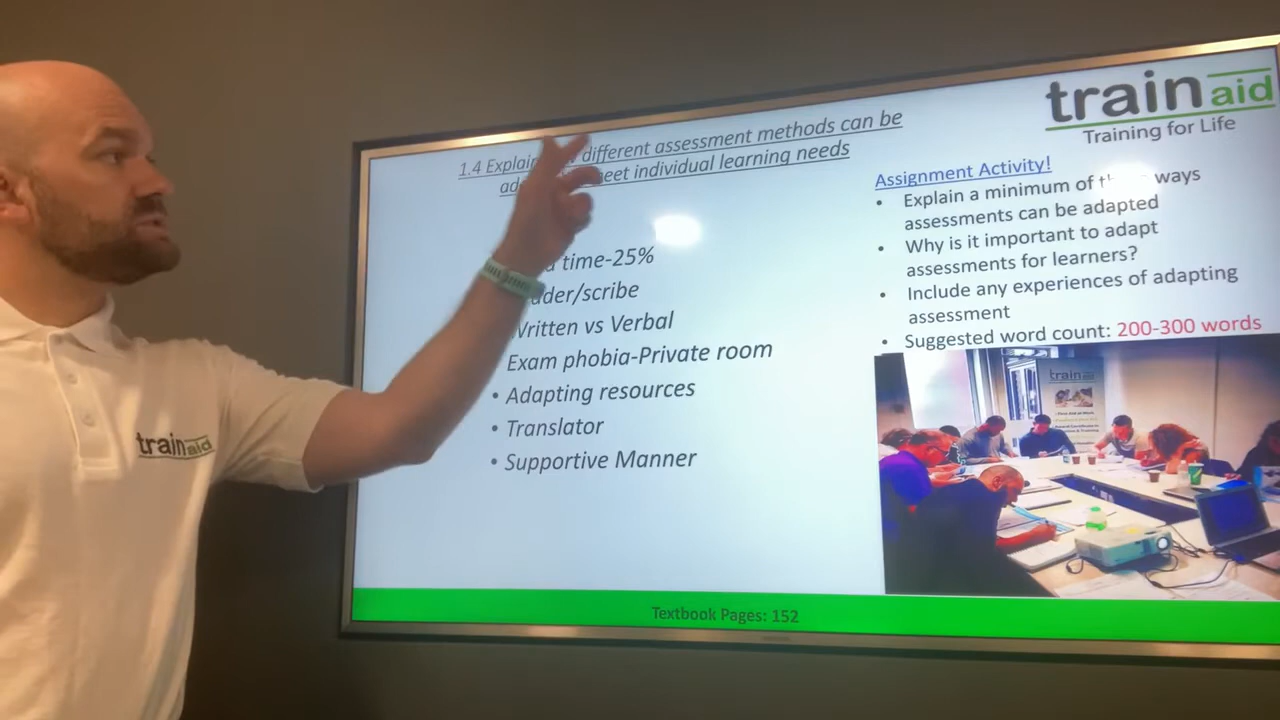 train aid
Training for Life
1.4 Explain different assessment methods can be
meet individual learning needs
time-25%
/scribe
Written vs Verbal
Exam phobia-Private room
• Adapting resources
• Translator
• Supportive Manner
Assignment Activity!
• Explain a minimum of ways
assessments can be adapted
• Why is it important to adapt
assessments for learners?
• Include any experiences of adapting
assessment
• Suggested word count: 200-300 words
train
Textbook Pages: 152
train aid